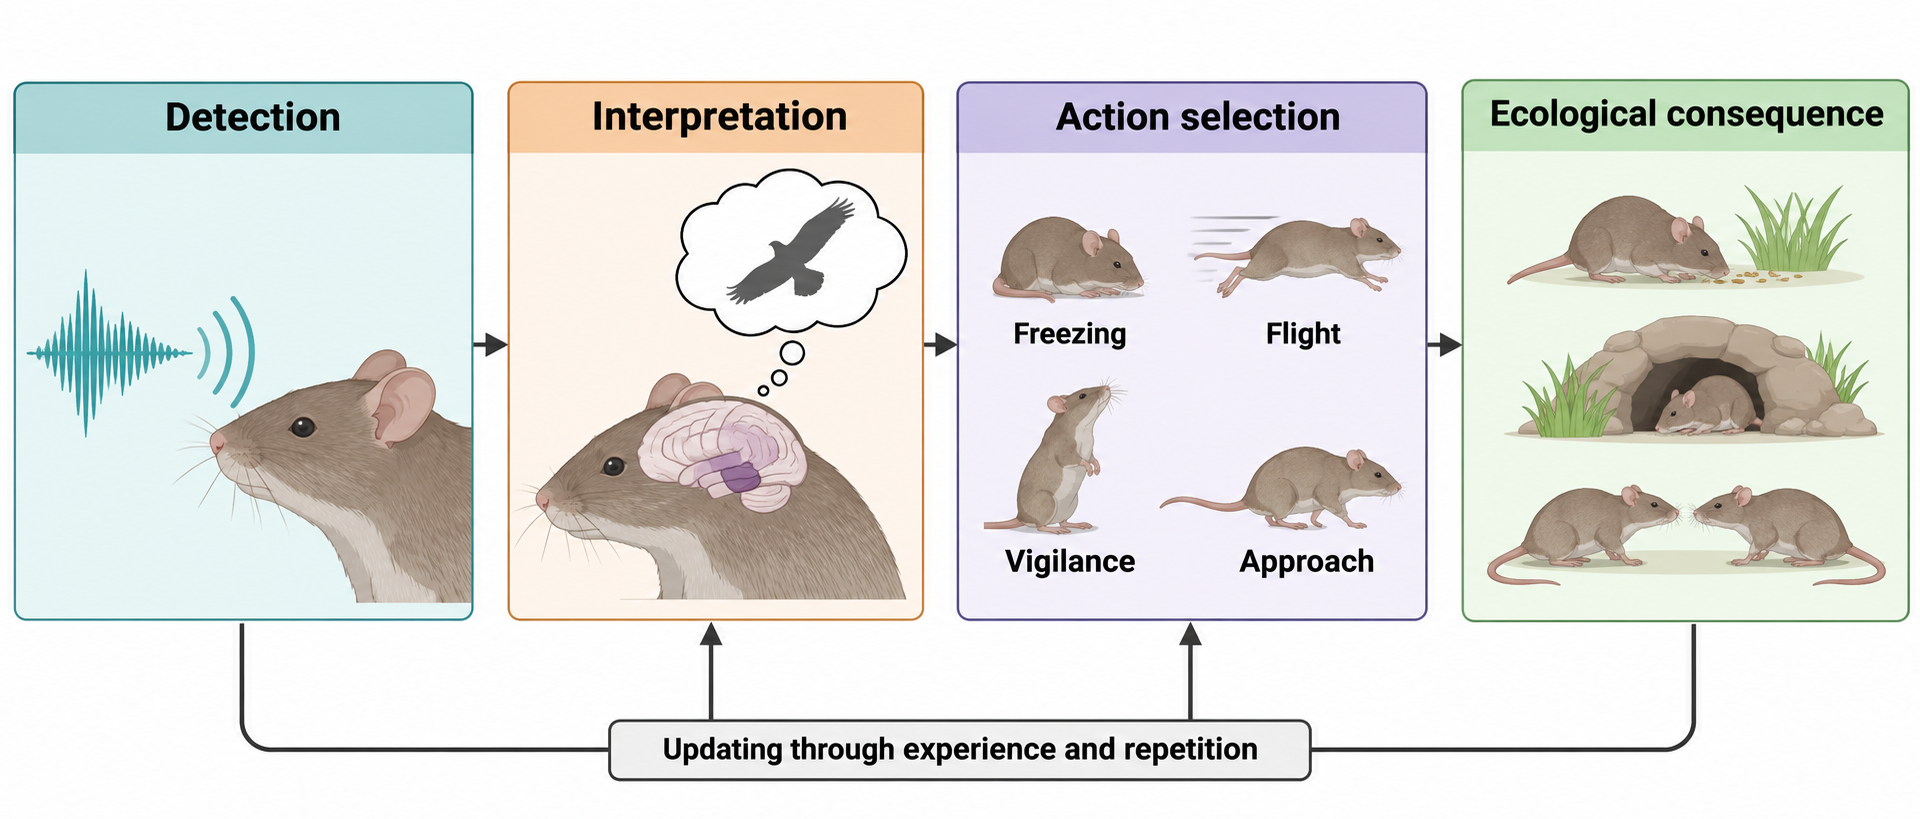 Detection
Interpretation
Action selection
Ecological consequence
Freezing
Flight
Vigilance
Approach
Updating through experience and repetition